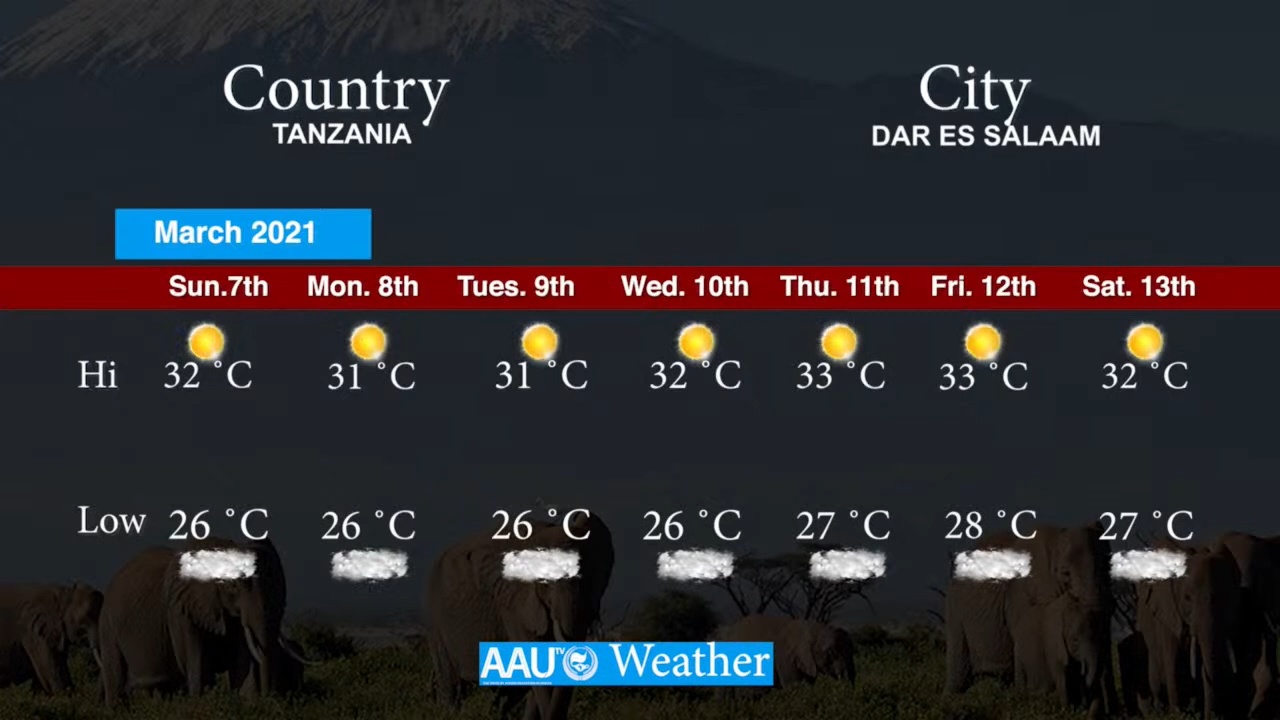 Country
TANZANIA
City
DAR ES SALAAM
March 2021
Sun.7th Mon. 8th Tues. 9th Wed. 10th Thu. 11th Fri. 12th Sat. 13th
Hi 32 °C 31 °C 31 °C 32 °C 33 °C 33 °C 32 °C
Low 26 °C 26 °C 26 °C 26 °C 27 °C 28 °C 27 °C
AAU TV Weather